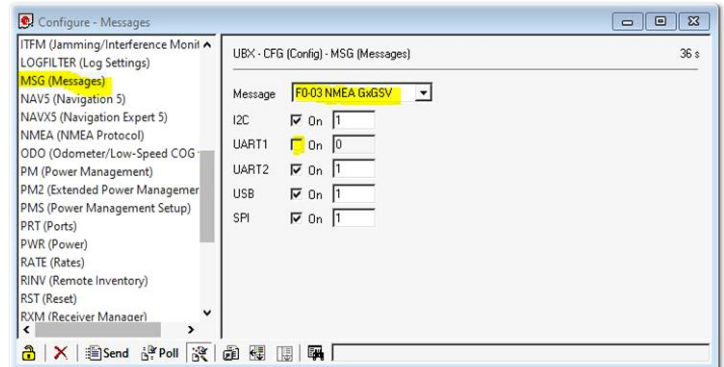 Configure - Messages
ITFM (Jamming/Interference Monit
LOGFILTER (Log Settings)
MSG (Messages)
NAV5 (Navigation 5)
NAVX5 (Navigation Expert 5)
NMEA (NMEA Protocol)
ODO (Odometer/Low-Speed COG
PM (Power Management)
PM2 (Extended Power Managemer
PMS (Power Management Setup)
PRT (Ports)
PWR (Power)
RATE (Rates)
RINV (Remote Inventory)
RST (Reset)
RXM (Receiver Manager)
UBX - CFG (Config) - MSG (Messages) 36 s
Message F0-03 NMEA GxGSV
I2C On 1
UART1 On 0
UART2 On 1
USB On 1
SPI On 1
Send Poll